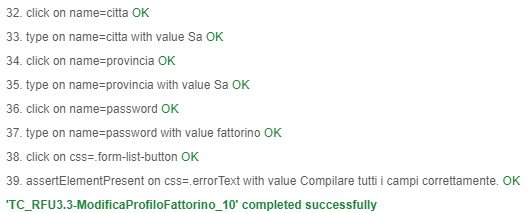 32. click on name=citta OK
33. type on name=citta with value Sa OK
34. click on name=provincia OK
35. type on name=provincia with value Sa OK
36. click on name=password OK
37. type on name=password with value fattorino OK
38. click on css=.form-list-button OK
39. assertElementPresent on css=.errorText with value Compilare tutti i campi correttamente. OK
'TC_RFU3.3-ModificaProfiloFattorino_10' completed successfully